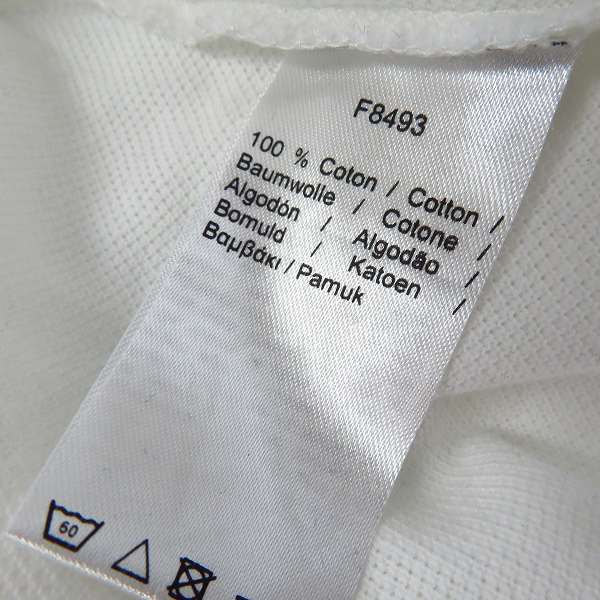 F8493
100 % Coton / Cotton /
Baumwolle / Cotone /
Algodón / Algodão /
Bomuld / Katoen /
Βαμβάκι / Pamuk
60